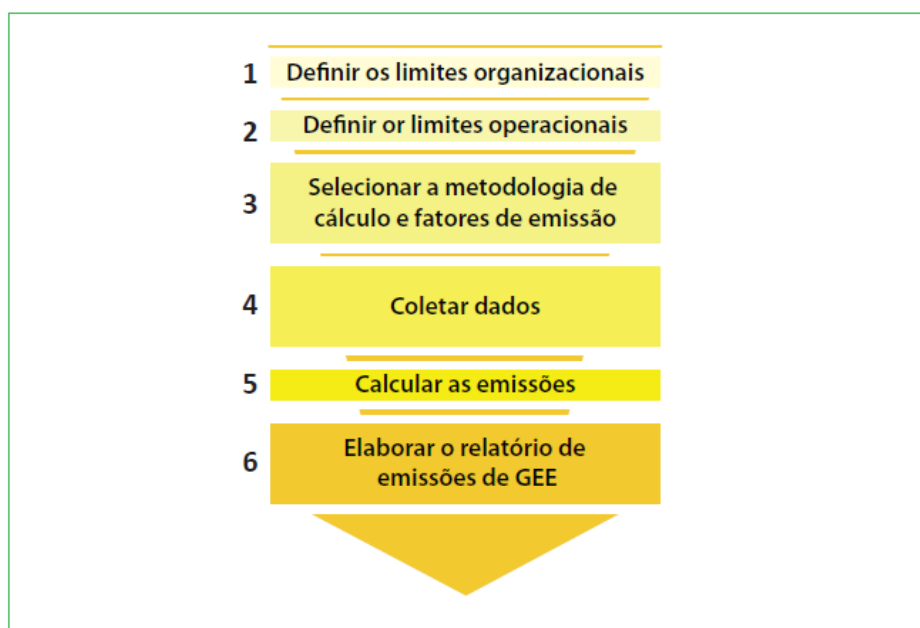 1 Definir os limites organizacionais
2 Definir or limites operacionais
3 Selecionar a metodologia de
cálculo e fatores de emissão
4 Coletar dados
5 Calcular as emissões
6 Elaborar o relatório de
emissões de GEE